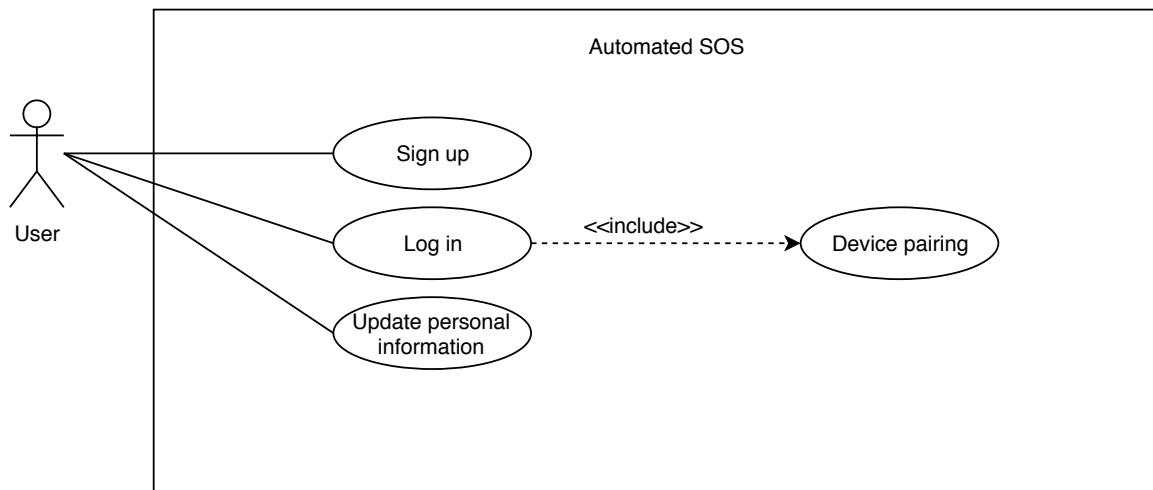 Automated SOS
Sign up
User
Log in
<<include>>
Device pairing
Update personal
information